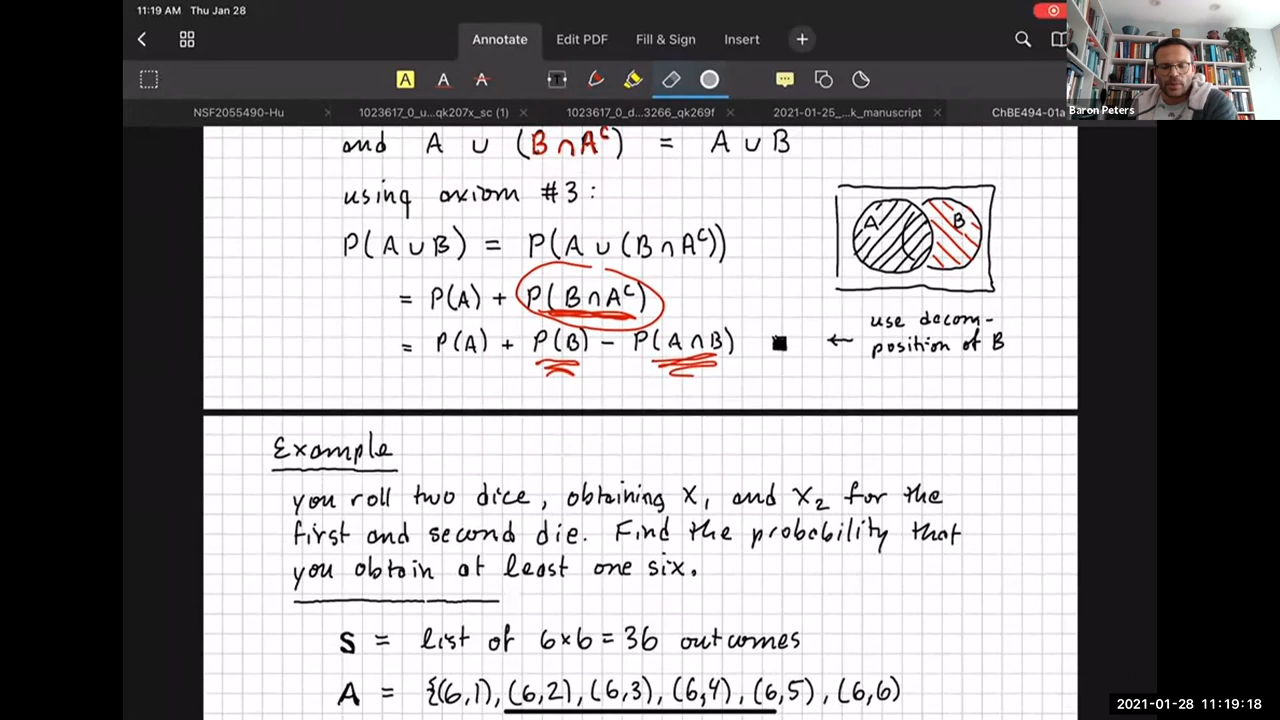 11:19 AM Thu Jan 28
Annotate Edit PDF Fill & Sign Insert
A A A T
NSF2055490-Hu 1023617_0_u...qk207x_sc (1) 1023617_0_d...3266_qk269f 2021-01-25_...k_manuscript ChBE494-01a
Baron Peters
and A ∪ (B ∩ Aᶜ) = A ∪ B
using axiom #3:
P(A ∪ B) = P(A ∪ (B ∩ Aᶜ))
= P(A) + P(B ∩ Aᶜ)
= P(A) + P(B) − P(A ∩ B) ■
A B
← use decom-
position of B
Example
you roll two dice, obtaining X₁ and X₂ for the
first and second die. Find the probability that
you obtain at least one six.
S = list of 6×6 = 36 outcomes
A = {(6,1), (6,2), (6,3), (6,4), (6,5), (6,6)
2021-01-28 11:19:18